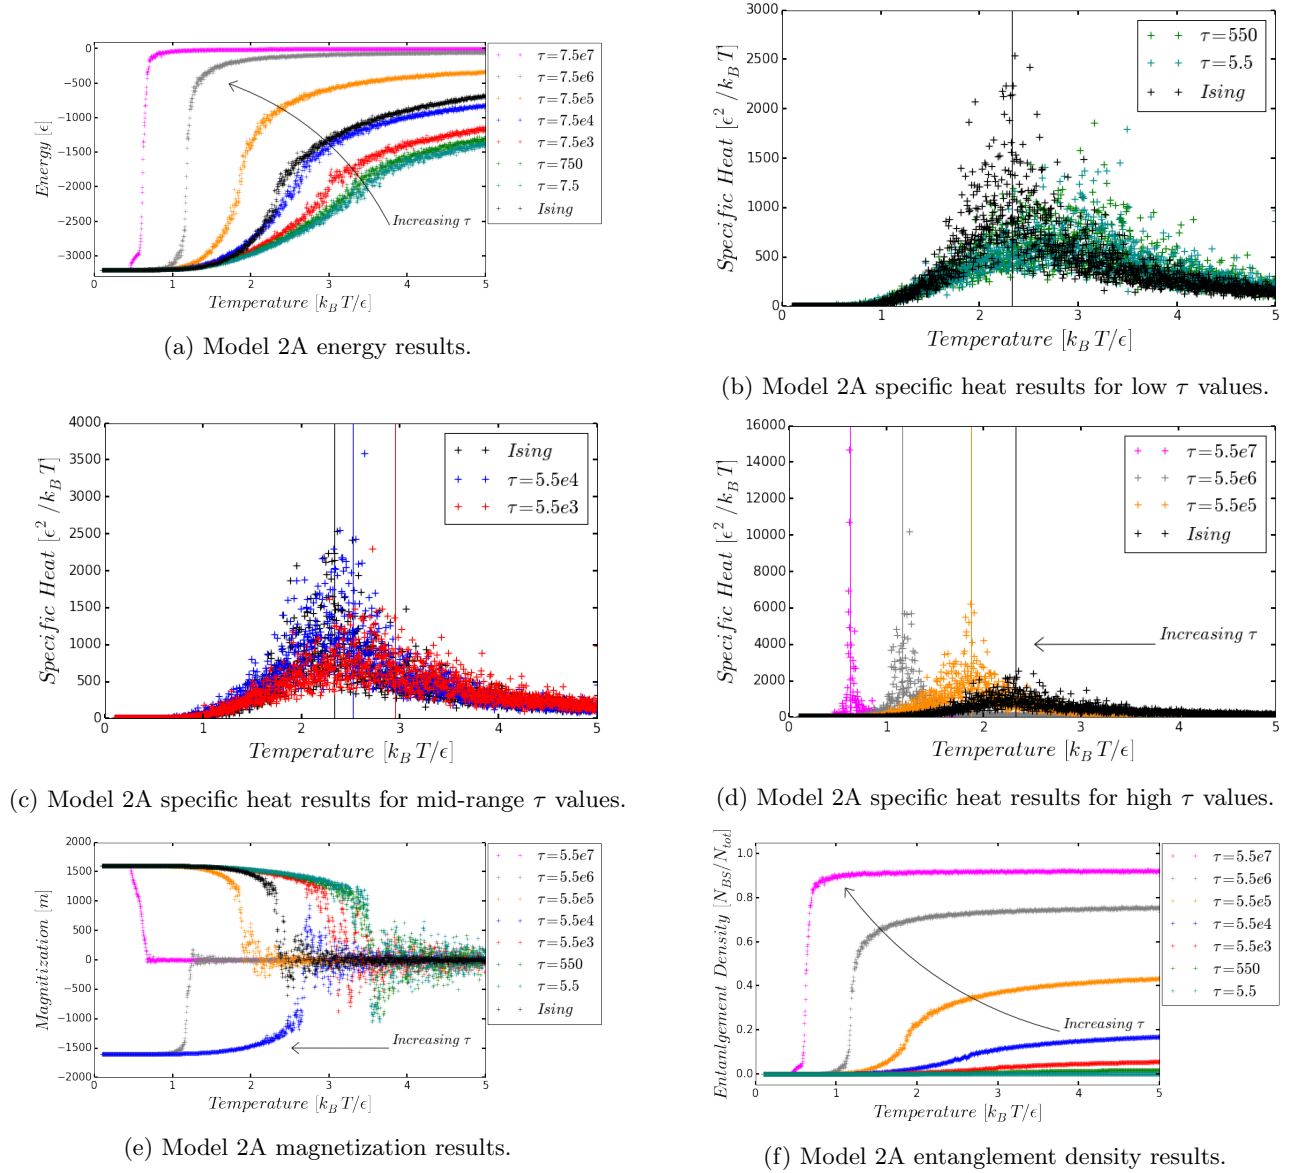 0
−500
−1000
−1500
−2000
−2500
−3000
Energy [ϵ]
0 1 2 3 4 5
Temperature [k_B T/ϵ]
Increasing τ
τ=7.5e7
τ=7.5e6
τ=7.5e5
τ=7.5e4
τ=7.5e3
τ=750
τ=7.5
Ising
(a) Model 2A energy results.
3000
2500
2000
1500
1000
500
0
Specific Heat [ϵ²/k_B T]
1 2 3 4 5
Temperature [k_B T/ϵ]
τ=550
τ=5.5
Ising
(b) Model 2A specific heat results for low τ values.
4000
3500
3000
2500
2000
1500
1000
500
0
Specific Heat [ϵ²/k_B T]
1 2 3 4 5
Temperature [k_B T/ϵ]
Ising
τ=5.5e4
τ=5.5e3
(c) Model 2A specific heat results for mid-range τ values.
16000
14000
12000
10000
8000
6000
4000
2000
0
Specific Heat [ϵ²/k_B T]
0 1 2 3 4 5
Temperature [k_B T/ϵ]
Increasing τ
τ=5.5e7
τ=5.5e6
τ=5.5e5
Ising
(d) Model 2A specific heat results for high τ values.
2000
1500
1000
500
0
−500
−1000
−1500
−2000
Magnitization [m]
0 1 2 3 4 5
Temperature [k_B T/ϵ]
Increasing τ
τ=5.5e7
τ=5.5e6
τ=5.5e5
τ=5.5e4
τ=5.5e3
τ=550
τ=5.5
Ising
(e) Model 2A magnetization results.
1.0
0.8
0.6
0.4
0.2
0.0
Entanlgement Density [N_BS/N_tot]
0 1 2 3 4 5
Temperature [k_B T/ϵ]
Increasing τ
τ=5.5e7
τ=5.5e6
τ=5.5e5
τ=5.5e4
τ=5.5e3
τ=550
τ=5.5
(f) Model 2A entanglement density results.